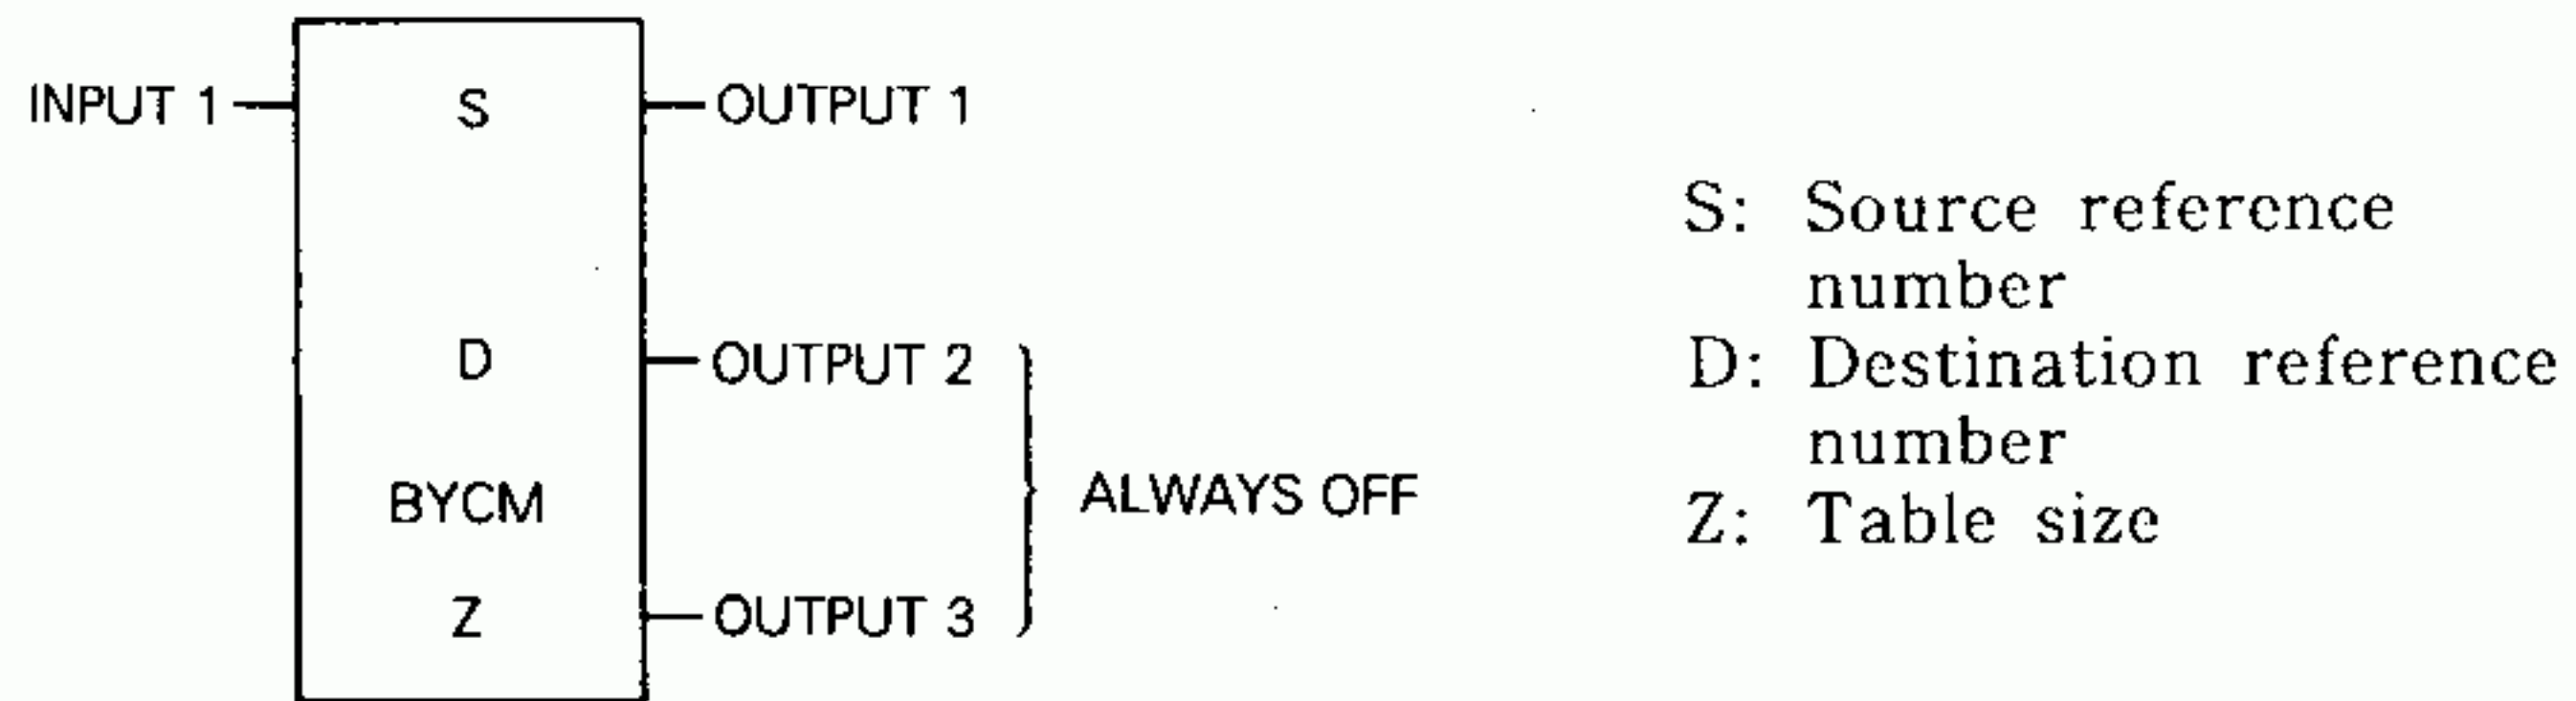 INPUT 1
S
OUTPUT 1
D
OUTPUT 2
BYCM
ALWAYS OFF
Z
OUTPUT 3
S: Source reference
number
D: Destination reference
number
Z: Table size